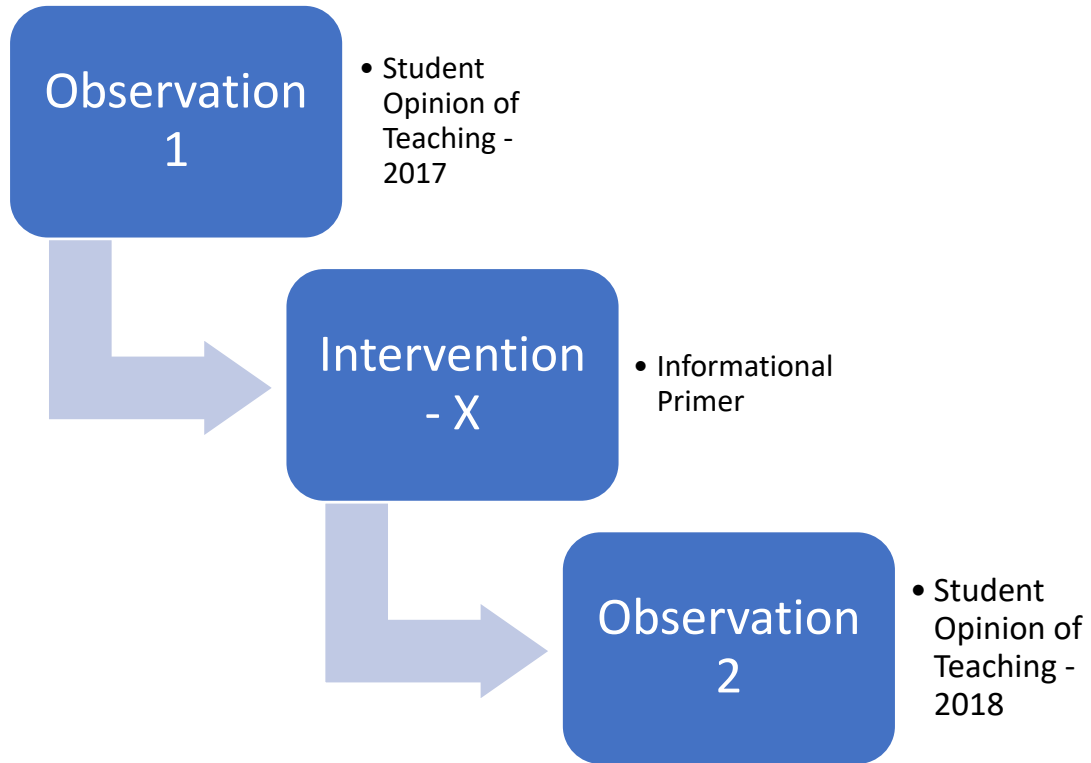 Observation
1
• Student
Opinion of
Teaching -
2017
Intervention
- X
• Informational
Primer
Observation
2
• Student
Opinion of
Teaching -
2018